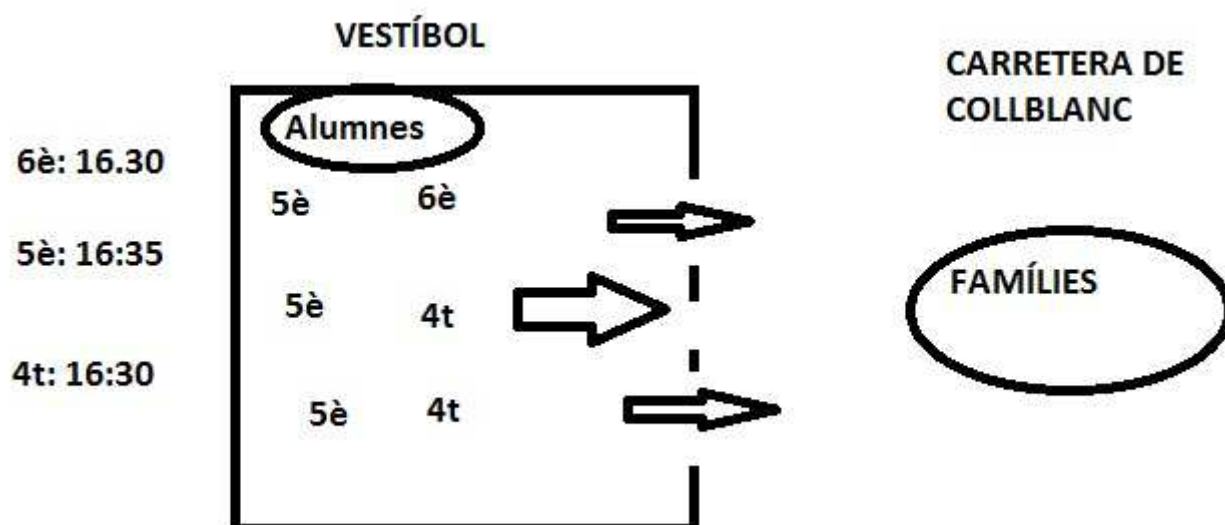 VESTÍBOL
CARRETERA DE
COLLBLANC
Alumnes
6è: 16.30
5è 6è
5è: 16:35
FAMÍLIES
5è 4t
4t: 16:30
5è 4t